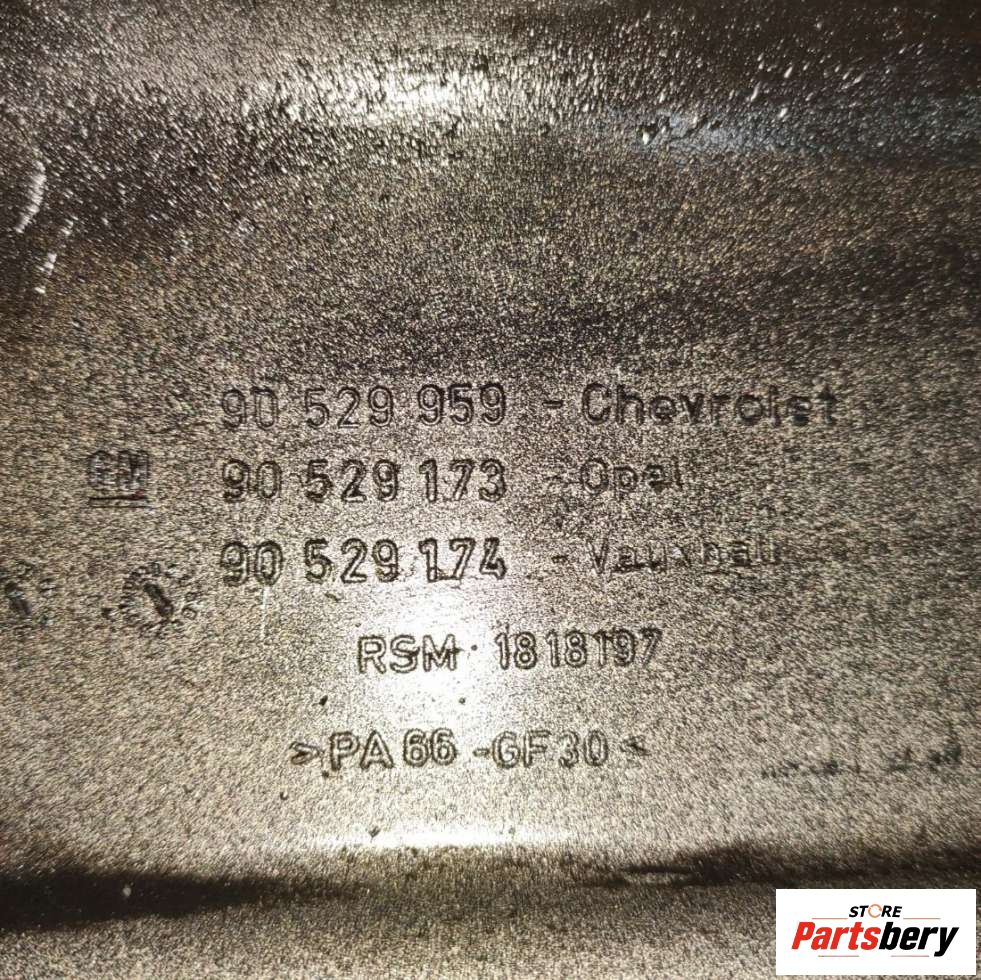 90 529 959 - Chevrolet
GM 90 529 173 - Opel
90 529 174 - Vauxhall
RSM 1818197
>PA 66 -GF30<
STORE
Partsbery